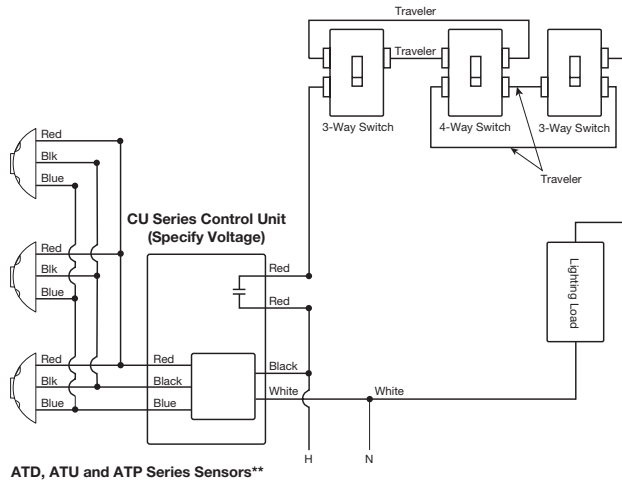 Traveler
Traveler
3-Way Switch
4-Way Switch
3-Way Switch
Traveler
Red
Blk
Blue
CU Series Control Unit
(Specify Voltage)
Red
Blk
Blue
Red
Red
Lighting Load
Red
Blk
Blue
Red
Black
Blue
Black
White
White
H
N
ATD, ATU and ATP Series Sensors**